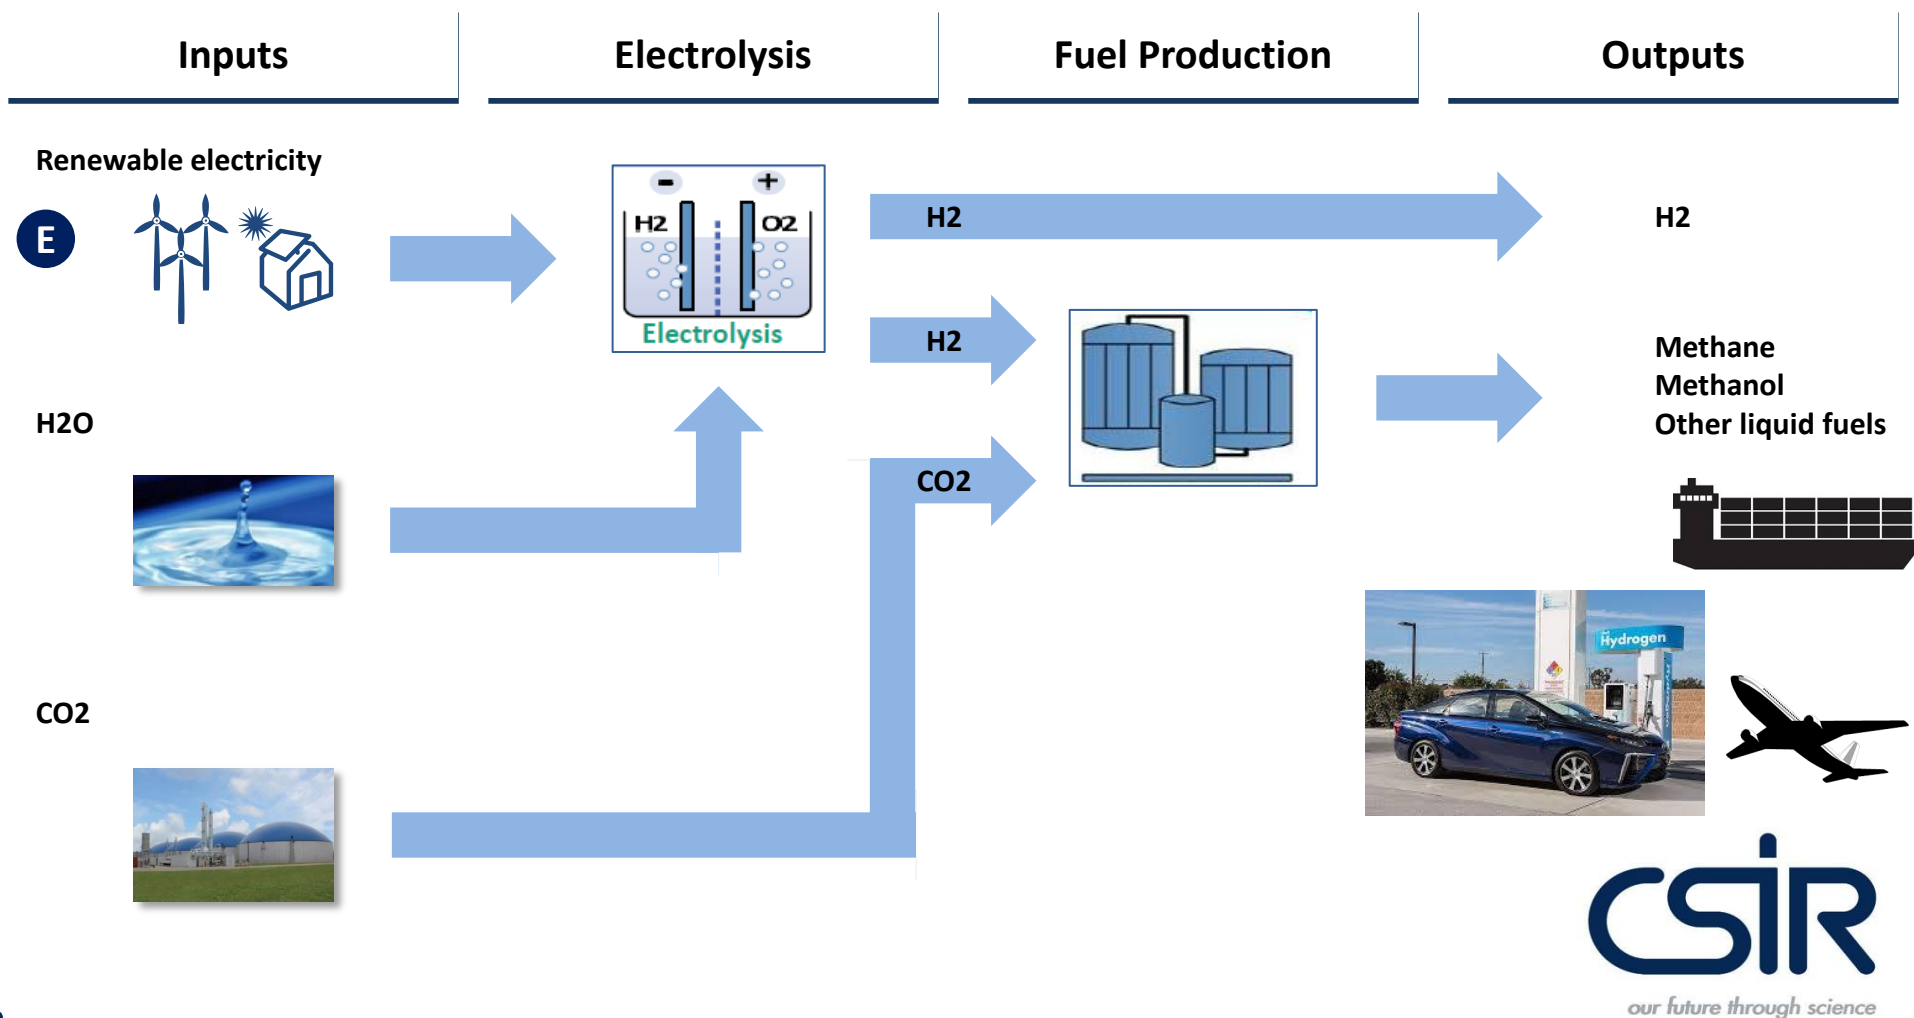 Inputs
Electrolysis
Fuel Production
Outputs
Renewable electricity
E
- +
H2 O2
Electrolysis
H2
H2
H2
Methane
Methanol
Other liquid fuels
H2O
CO2
CO2
Hydrogen
CSIR
our future through science